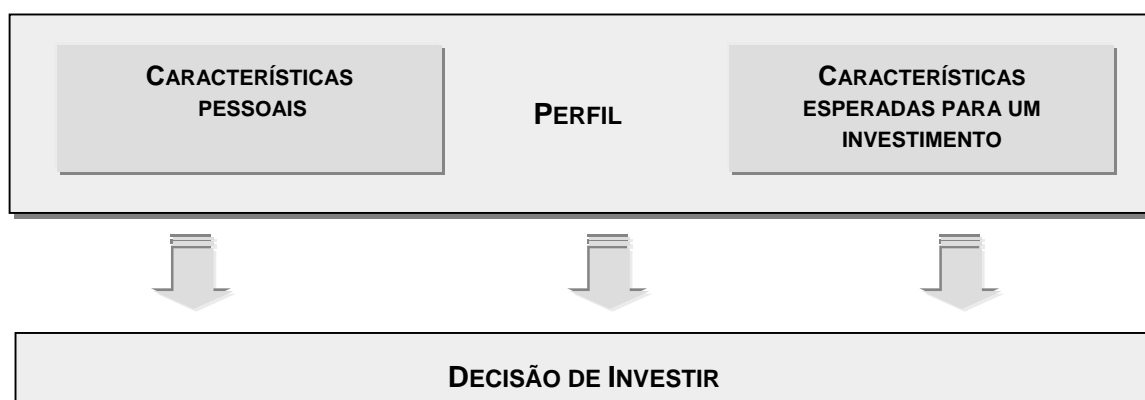 CARACTERÍSTICAS
PESSOAIS
PERFIL
CARACTERÍSTICAS
ESPERADAS PARA UM
INVESTIMENTO
DECISÃO DE INVESTIR